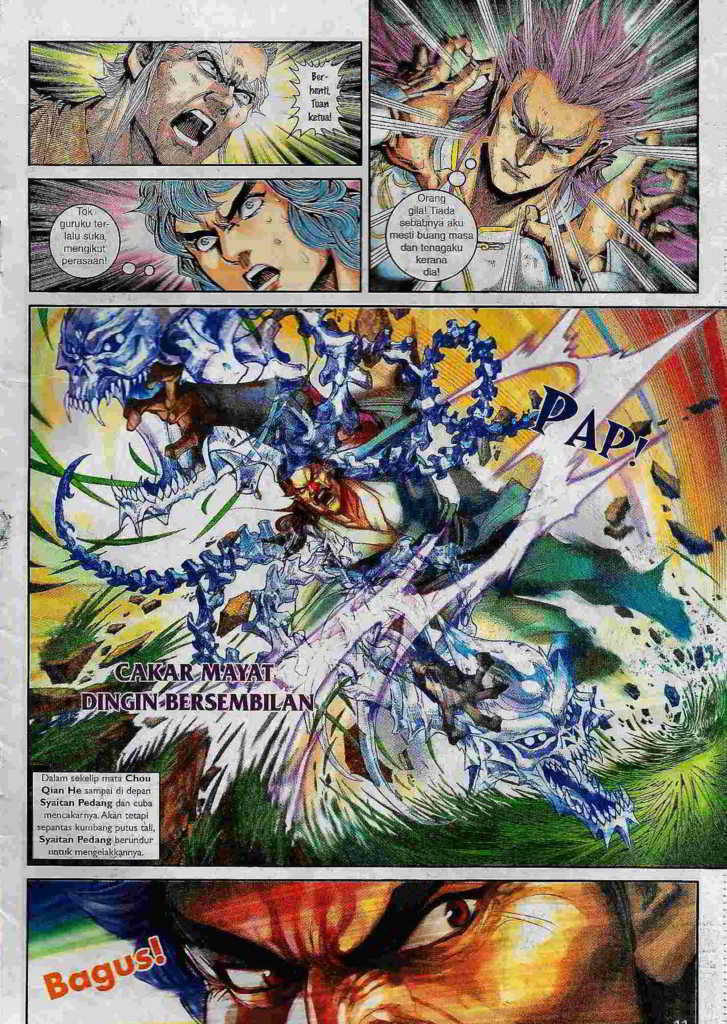 Ber-
henti,
Tuan
ketua!
Tok
guruku ter-
lalu suka,
mengikut
perasaan!
Orang
gila! Tiada
sebabnya aku
mesti buang masa
dan tenagaku
kerana
dia!
PAP!
CAKAR MAYAT
DINGIN BERSEMBILAN
Dalam sekelip mata Chou
Qian He sampai di depan
Syaitan Pedang dan cuba
mencakarnya. Akan tetapi
sepantas kumbang putus tali,
Syaitan Pedang berundur
untuk mengelakkannya.
Bagus!